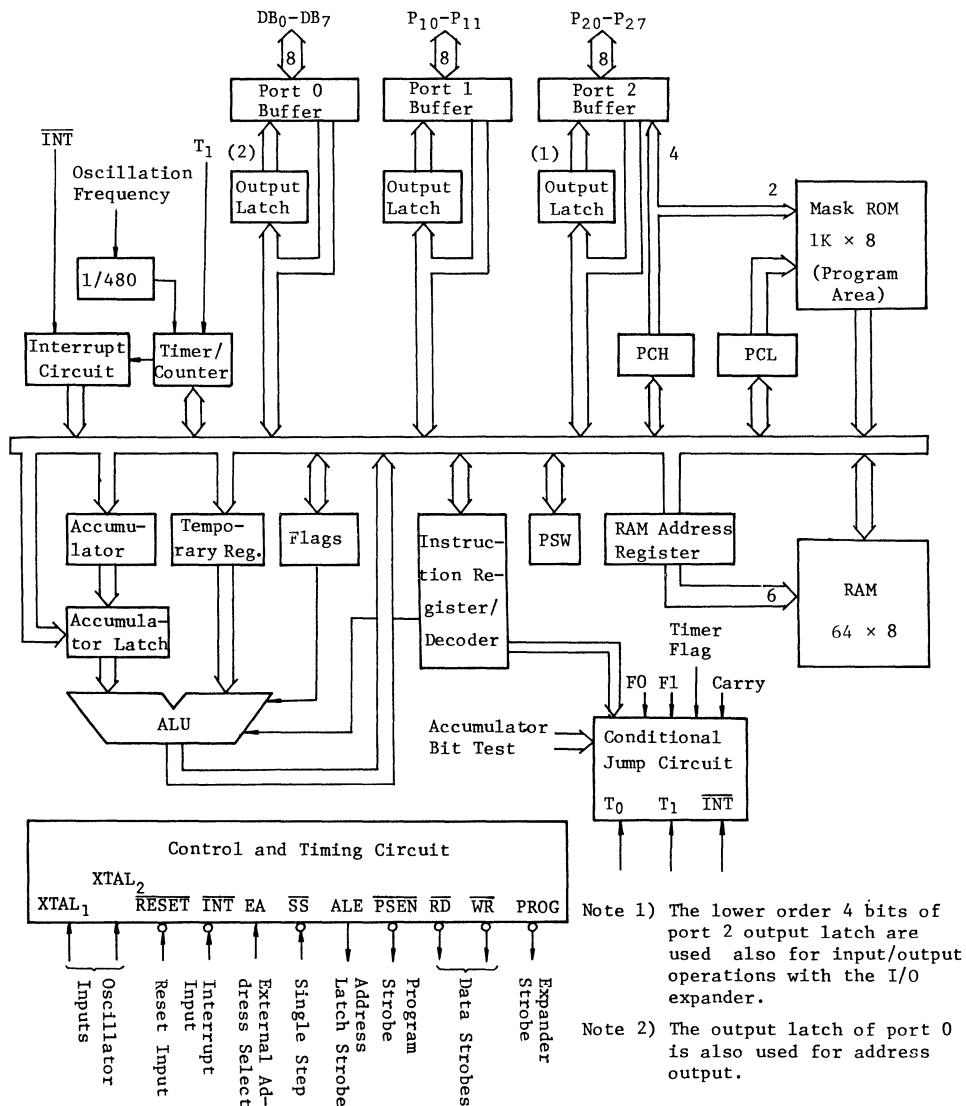 DB0-DB7
P10-P11
P20-P27
8
8
8
Port 0
Buffer
Port 1
Buffer
Port 2
Buffer
INT
T1
(2)
(1)
4
Oscillation
Frequency
Output
Latch
Output
Latch
Output
Latch
2
Mask ROM
1K × 8
(Program
Area)
1/480
Interrupt
Circuit
Timer/
Counter
PCH
PCL
Accumu-
lator
Tempo-
rary Reg.
Flags
Instruc-
tion Re-
gister/
Decoder
PSW
RAM Address
Register
6
RAM
64 × 8
Accumula-
tor Latch
ALU
Timer
Flag
F0
F1
Carry
Accumulator
Bit Test
Conditional
Jump Circuit
T0
T1
INT
Control and Timing Circuit
XTAL1
XTAL2
RESET
INT
EA
SS
ALE
PSEN
RD
WR
PROG
Oscillator
Inputs
Reset Input
Interrupt
Input
External Ad-
dress Select
Single Step
Address
Latch Strobe
Program
Strobe
Data Strobes
Expander
Strobe
Note 1) The lower order 4 bits of
port 2 output latch are
used also for input/output
operations with the I/O
expander.
Note 2) The output latch of port 0
is also used for address
output.